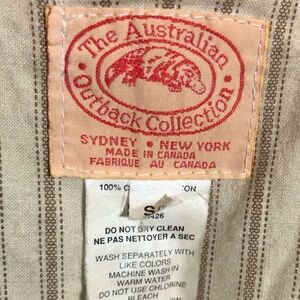 The Australian
Outback Collection
SYDNEY • NEW YORK
MADE IN CANADA
FABRIQUE AU CANADA
100%
S
426
DO NOT DRY CLEAN
NE PAS NETTOYER A SEC
WASH SEPARATELY WITH
LIKE COLORS
MACHINE WASH IN
WARM WATER
DO NOT USE CHLORINE
BLEACH